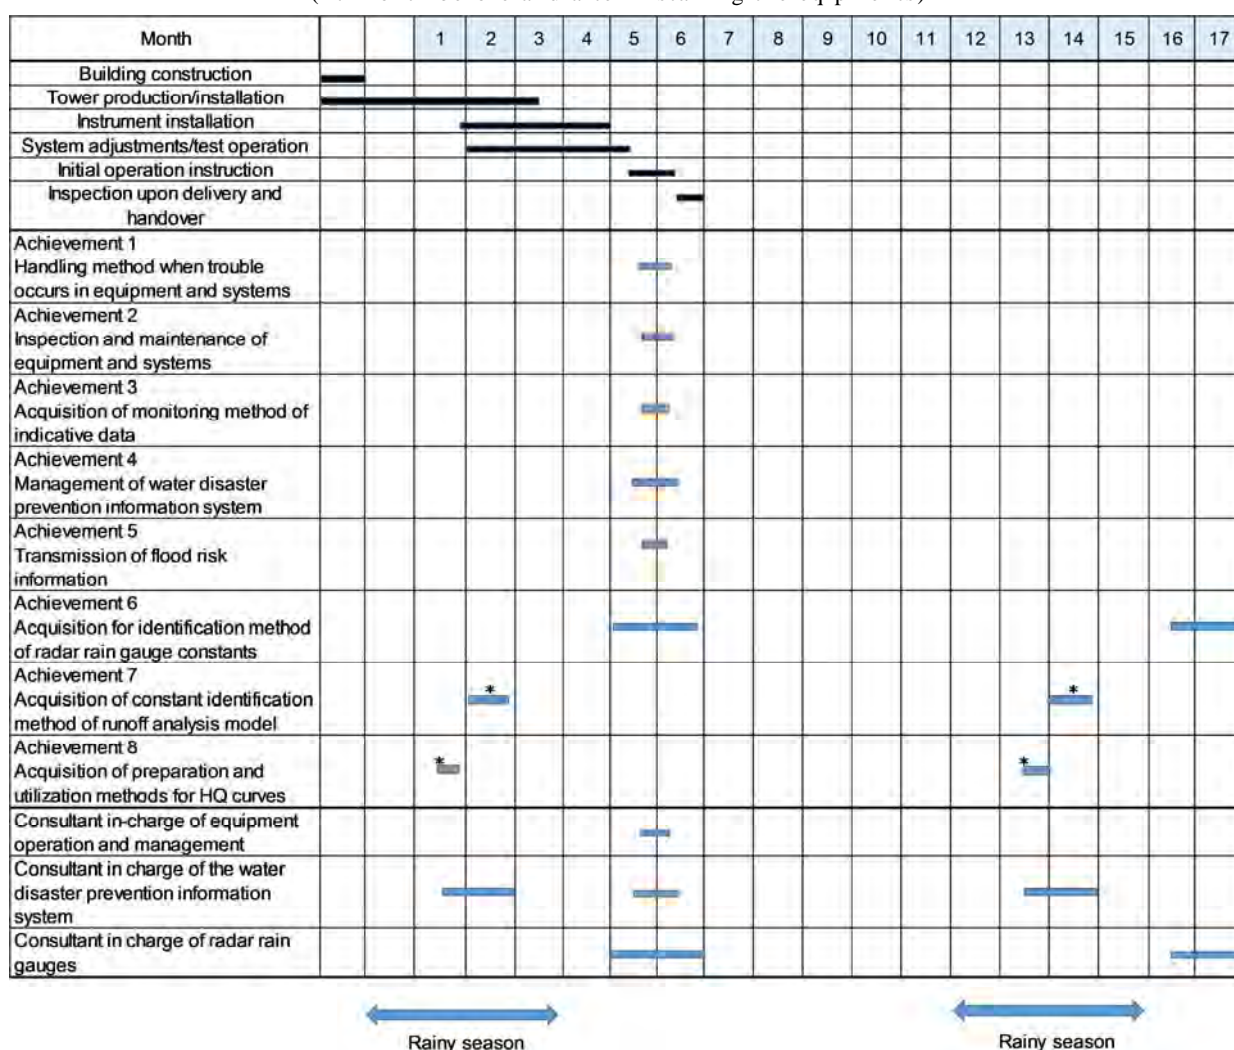 Month 1 2 3 4 5 6 7 8 9 10 11 12 13 14 15 16 17
Building construction
Tower production/installation
Instrument installation
System adjustments/test operation
Initial operation instruction
Inspection upon delivery and
handover
Achievement 1
Handling method when trouble
occurs in equipment and systems
Achievement 2
Inspection and maintenance of
equipment and systems
Achievement 3
Acquisition of monitoring method of
indicative data
Achievement 4
Management of water disaster
prevention information system
Achievement 5
Transmission of flood risk
information
Achievement 6
Acquisition for identification method
of radar rain gauge constants
Achievement 7
* *
Acquisition of constant identification
method of runoff analysis model
Achievement 8
* *
Acquisition of preparation and
utilization methods for HQ curves
Consultant in-charge of equipment
operation and management
Consultant in charge of the water
disaster prevention information
system
Consultant in charge of radar rain
gauges
Rainy season Rainy season